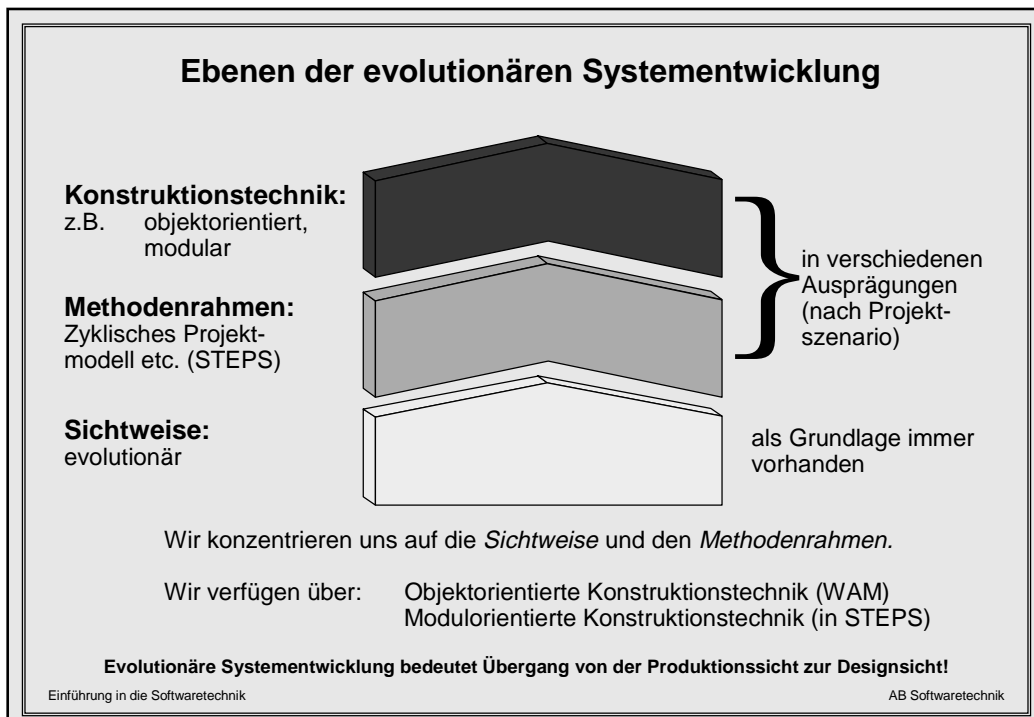 Ebenen der evolutionären Systementwicklung
Konstruktionstechnik:
z.B. objektorientiert,
modular
Methodenrahmen:
Zyklisches Projekt-
modell etc. (STEPS)
Sichtweise:
evolutionär
in verschiedenen
Ausprägungen
(nach Projekt-
szenario)
als Grundlage immer
vorhanden
Wir konzentrieren uns auf die Sichtweise und den Methodenrahmen.
Wir verfügen über: Objektorientierte Konstruktionstechnik (WAM)
Modulorientierte Konstruktionstechnik (in STEPS)
Evolutionäre Systementwicklung bedeutet Übergang von der Produktionssicht zur Designsicht!
Einführung in die Softwaretechnik AB Softwaretechnik